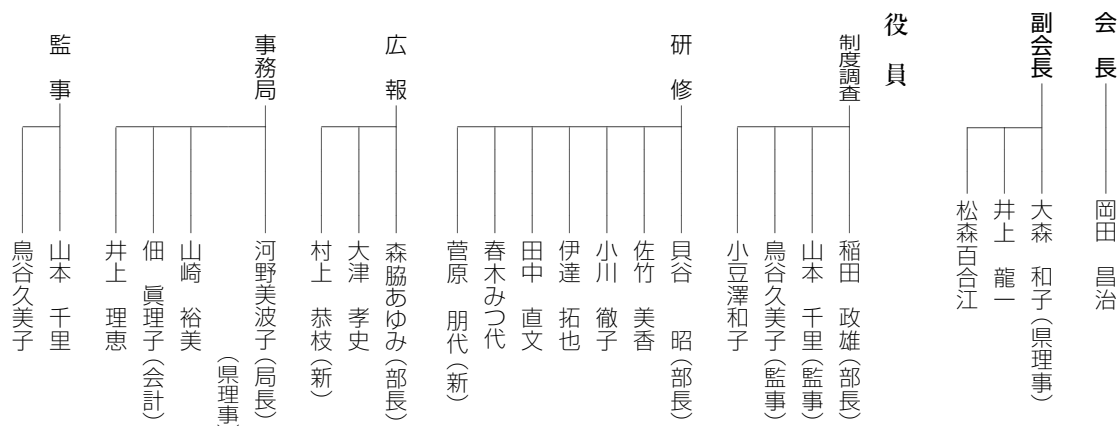 会　長　岡田　昌治
副会長　大森　和子（県理事）
井上　龍一
松森百合江
役　員
制度調査　稲田　政雄（部長）
山本　千里（監事）
鳥谷久美子（監事）
小豆澤和子
研　修　貝谷　昭（部長）
佐竹　美香
小川　徹子
伊達　拓也
田中　直文
春木みつ代
菅原　朋代（新）
広　報　森脇あゆみ（部長）
大津　孝史
村上　恭枝（新）
事務局　河野美波子（局長）
（県理事）
山崎　裕美
佃　眞理子（会計）
井上　理恵
監　事　山本　千里
鳥谷久美子